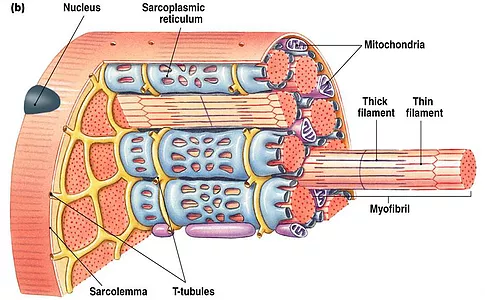 (b)
Nucleus
Sarcoplasmic
reticulum
Mitochondria
Thick
filament
Thin
filament
Myofibril
Sarcolemma
T-tubules